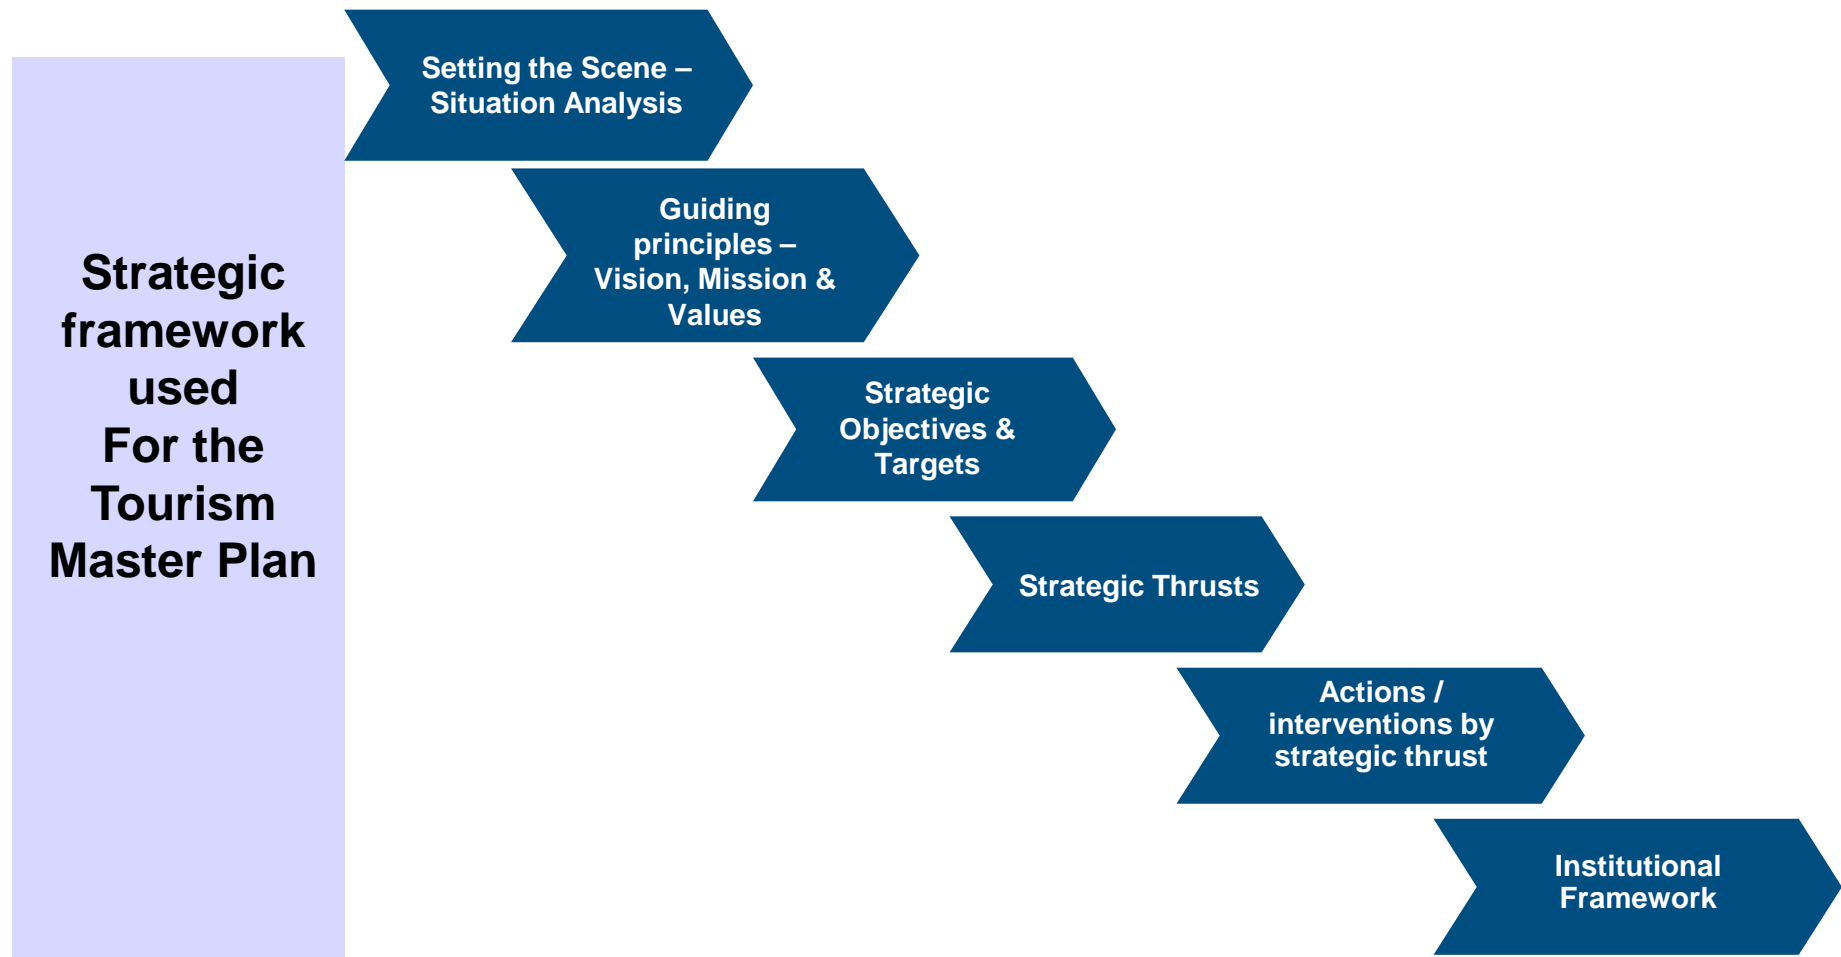 Strategic
framework
used
For the
Tourism
Master Plan
Setting the Scene –
Situation Analysis
Guiding
principles –
Vision, Mission &
Values
Strategic
Objectives &
Targets
Strategic Thrusts
Actions /
interventions by
strategic thrust
Institutional
Framework